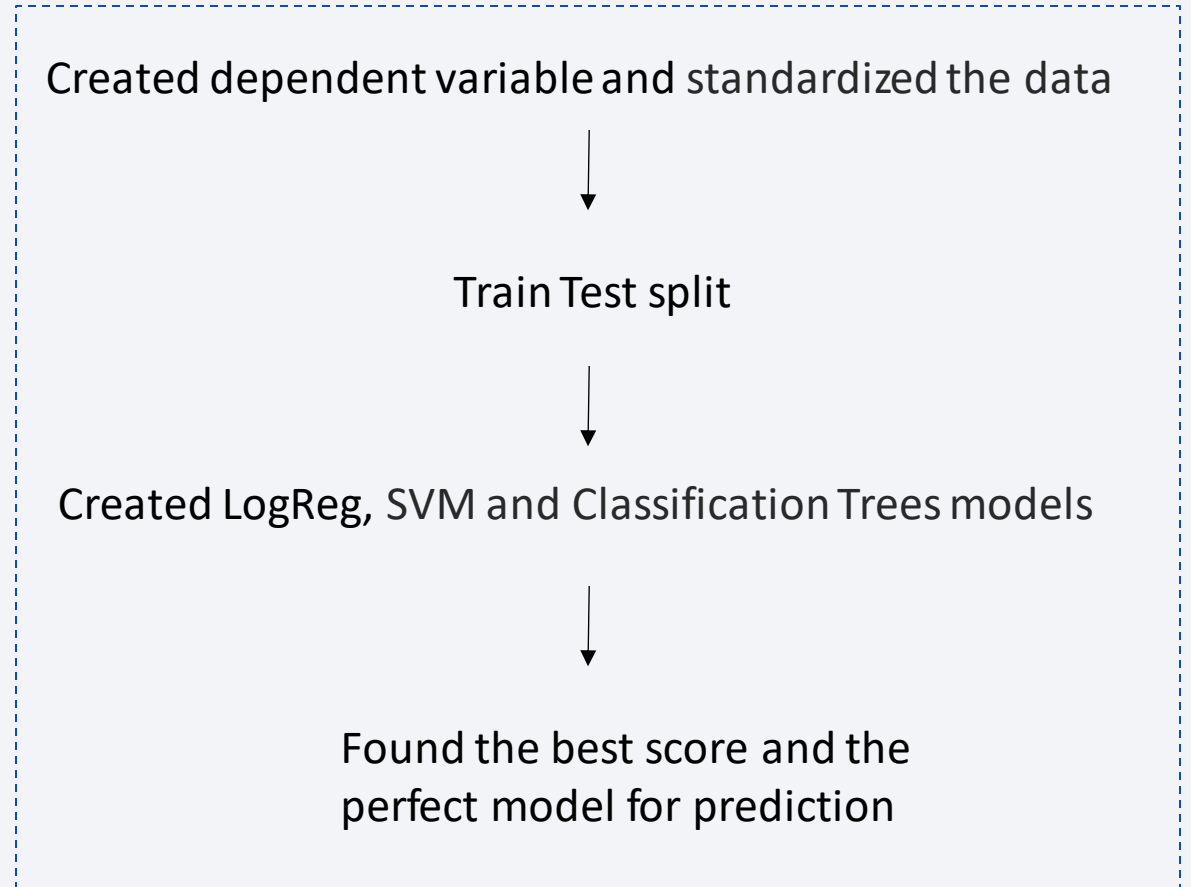 Created dependent variable and standardized the data
Train Test split
Created LogReg, SVM and Classification Trees models
Found the best score and the
perfect model for prediction